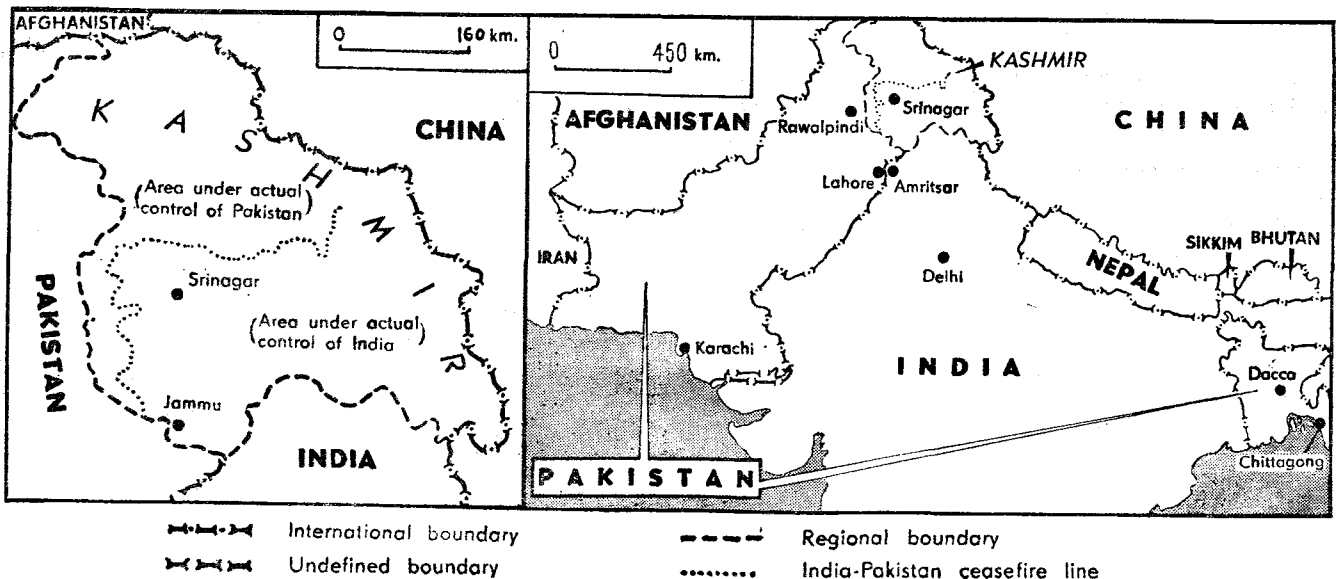 AFGHANISTAN
0 160 km.
KASHMIR
CHINA
(Area under actual
control of Pakistan)
Srinagar
(Area under actual
control of India)
PAKISTAN
Jammu
INDIA
0 450 km.
KASHMIR
AFGHANISTAN
Rawalpindi
Srinagar
CHINA
Lahore
Amritsar
IRAN
Delhi
NEPAL
SIKKIM
BHUTAN
Karachi
INDIA
Dacca
Chittagong
PAKISTAN
International boundary
Regional boundary
Undefined boundary
India-Pakistan ceasefire line